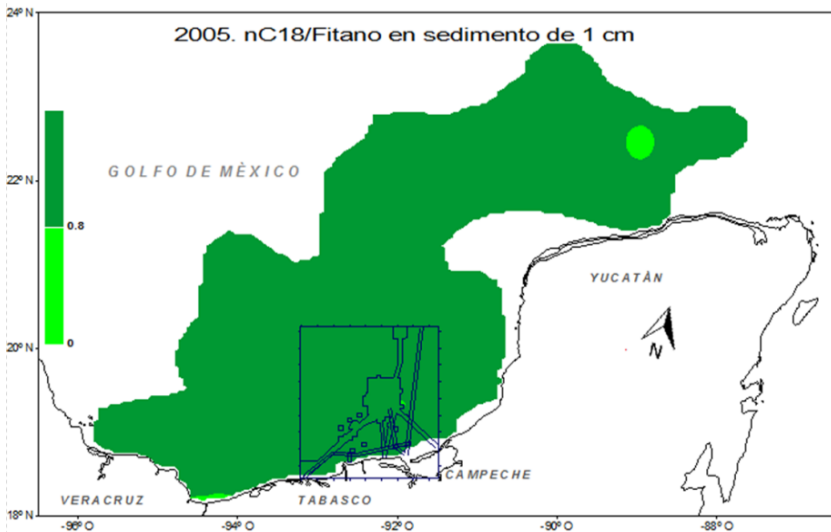 24°N
2005. nC18/Fitano en sedimento de 1 cm
GOLFO DE MÈXICO
22°N
0.8
YUCATÀN
20°N
0
N
CAMPECHE
VERACRUZ
TABASCO
18°N
-96°O
-94°O
-92°O
-90°O
-88°O